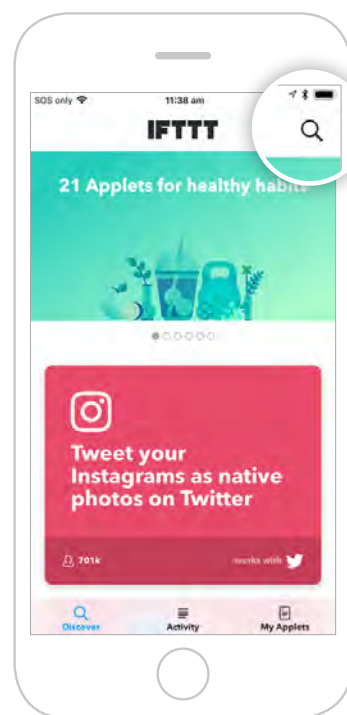 SOS only
11:38 am
IFTTT
21 Applets for healthy habits
Tweet your
Instagrams as native
photos on Twitter
701k
works with
Discover
Activity
My Applets